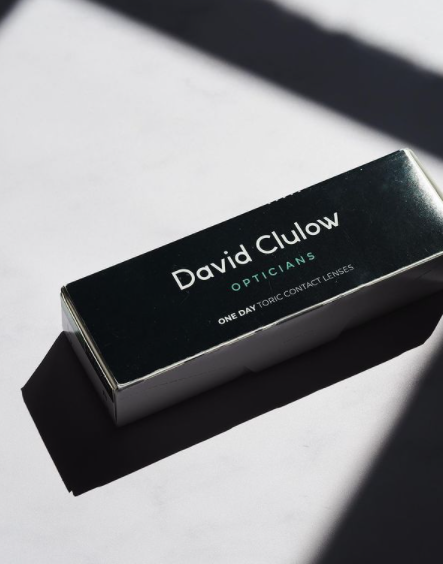 David Clulow
OPTICIANS
ONE DAY TORIC CONTACT LENSES